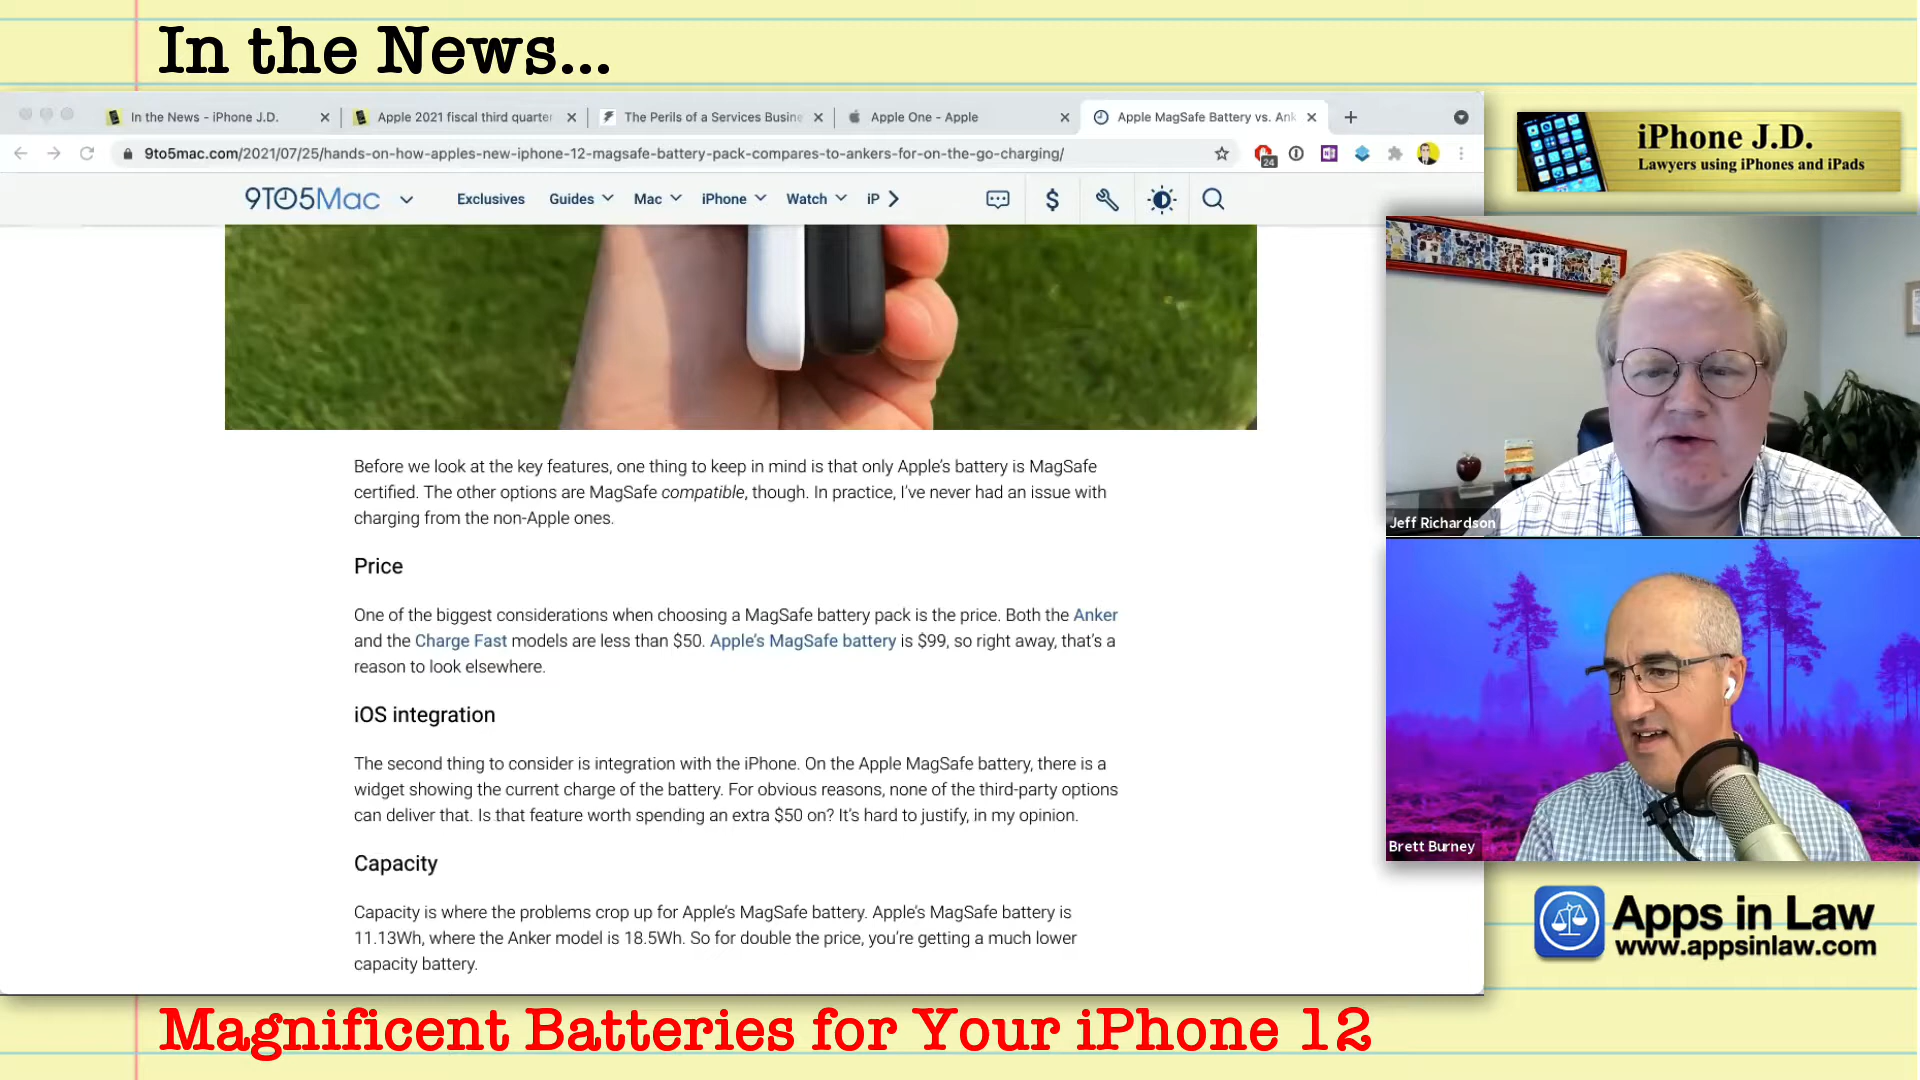 In the News...
In the News - iPhone J.D.
Apple 2021 fiscal third quarter
The Perils of a Services Busine
Apple One - Apple
Apple MagSafe Battery vs. Ank
9to5mac.com/2021/07/25/hands-on-how-apples-new-iphone-12-magsafe-battery-pack-compares-to-ankers-for-on-the-go-charging/
24
iPhone J.D.
Lawyers using iPhones and iPads
9TO5Mac
Exclusives
Guides
Mac
iPhone
Watch
iP
Before we look at the key features, one thing to keep in mind is that only Apple's battery is MagSafe
certified. The other options are MagSafe compatible, though. In practice, I've never had an issue with
charging from the non-Apple ones.
Price
One of the biggest considerations when choosing a MagSafe battery pack is the price. Both the Anker
and the Charge Fast models are less than $50. Apple's MagSafe battery is $99, so right away, that's a
reason to look elsewhere.
iOS integration
The second thing to consider is integration with the iPhone. On the Apple MagSafe battery, there is a
widget showing the current charge of the battery. For obvious reasons, none of the third-party options
can deliver that. Is that feature worth spending an extra $50 on? It's hard to justify, in my opinion.
Capacity
Capacity is where the problems crop up for Apple's MagSafe battery. Apple's MagSafe battery is
11.13Wh, where the Anker model is 18.5Wh. So for double the price, you're getting a much lower
capacity battery.
Jeff Richardson
Brett Burney
Apps in Law
www.appsinlaw.com
Magnificent Batteries for Your iPhone 12